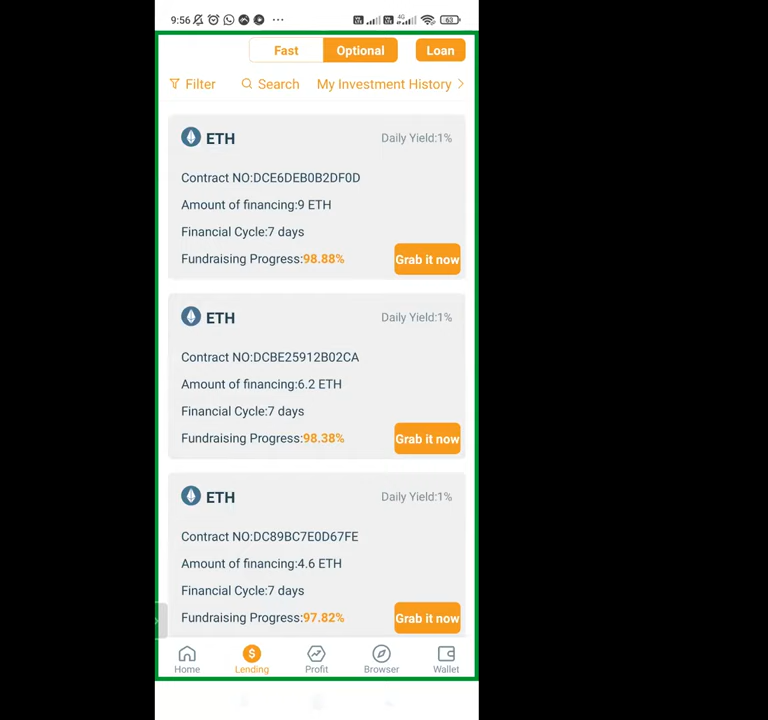 9:56 ... 4G 63
Fast Optional Loan
Filter Search My Investment History >
ETH Daily Yield:1%
Contract NO:DCE6DEB0B2DF0D
Amount of financing:9 ETH
Financial Cycle:7 days
Fundraising Progress:98.88% Grab it now
ETH Daily Yield:1%
Contract NO:DCBE25912B02CA
Amount of financing:6.2 ETH
Financial Cycle:7 days
Fundraising Progress:98.38% Grab it now
ETH Daily Yield:1%
Contract NO:DC89BC7E0D67FE
Amount of financing:4.6 ETH
Financial Cycle:7 days
Fundraising Progress:97.82% Grab it now
Home Lending Profit Browser Wallet